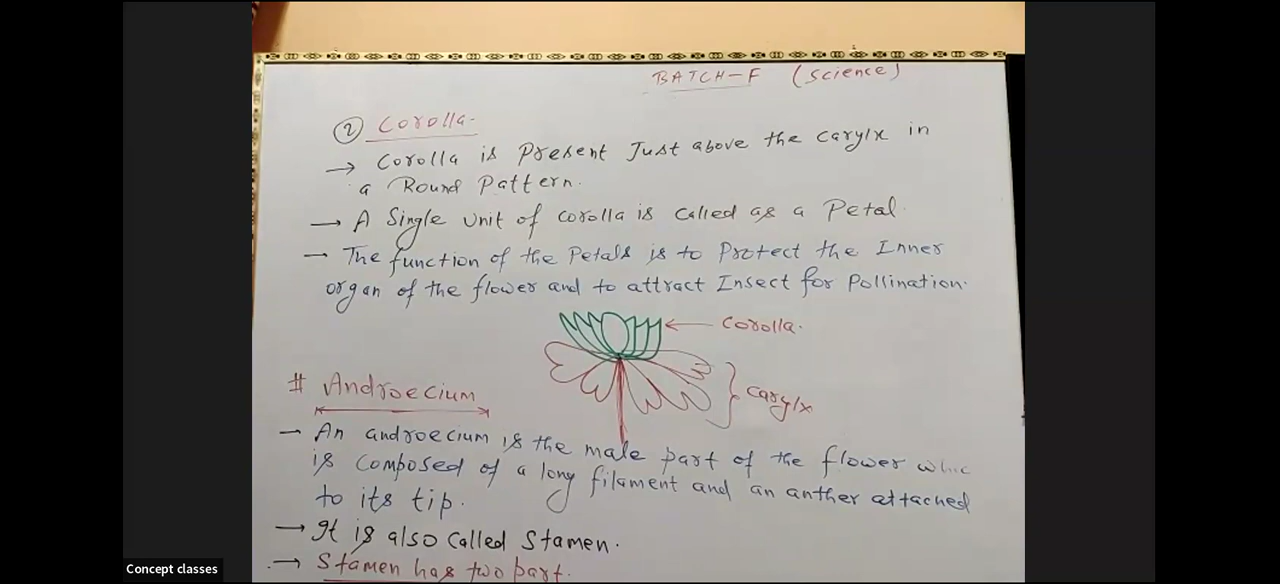 BATCH-F (Science)
② Corolla.
→ Corolla is Present Just above the Carylx in
a Round Pattern.
→ A Single Unit of corolla is called as a Petal.
→ The function of the Petals is to Protect the Inner
organ of the flower and to attract Insect for Pollination.
← Corolla.
# Androecium
Carylx
→ An androecium is the male part of the flower
is composed of a long filament and an anther attached
to its tip.
→ It is also called Stamen.
→ Stamen has two part.
Concept classes